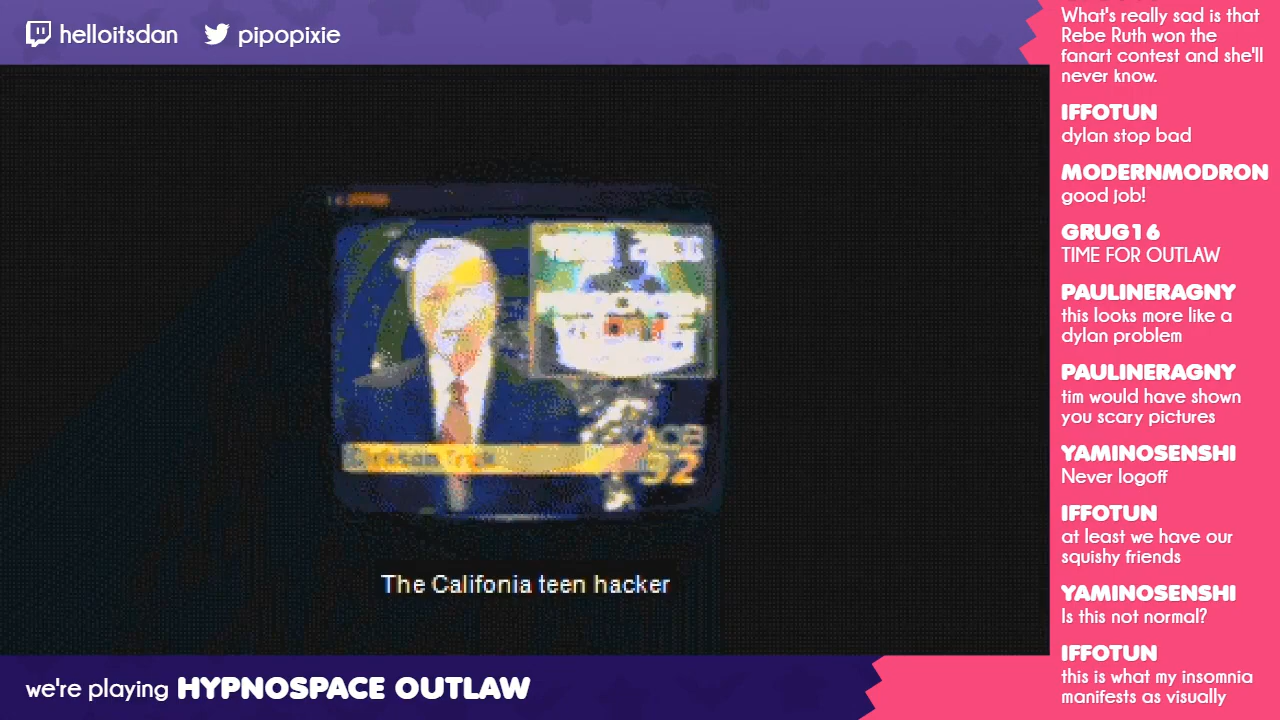 helloitsdan pipopixie
92
The Califonia teen hacker
we're playing HYPNOSPACE OUTLAW
What's really sad is that
Rebe Ruth won the
fanart contest and she'll
never know.
IFFOTUN
dylan stop bad
MODERNMODRON
good job!
GRUG16
TIME FOR OUTLAW
PAULINERAGNY
this looks more like a
dylan problem
PAULINERAGNY
tim would have shown
you scary pictures
YAMINOSENSHI
Never logoff
IFFOTUN
at least we have our
squishy friends
YAMINOSENSHI
Is this not normal?
IFFOTUN
this is what my insomnia
manifests as visually